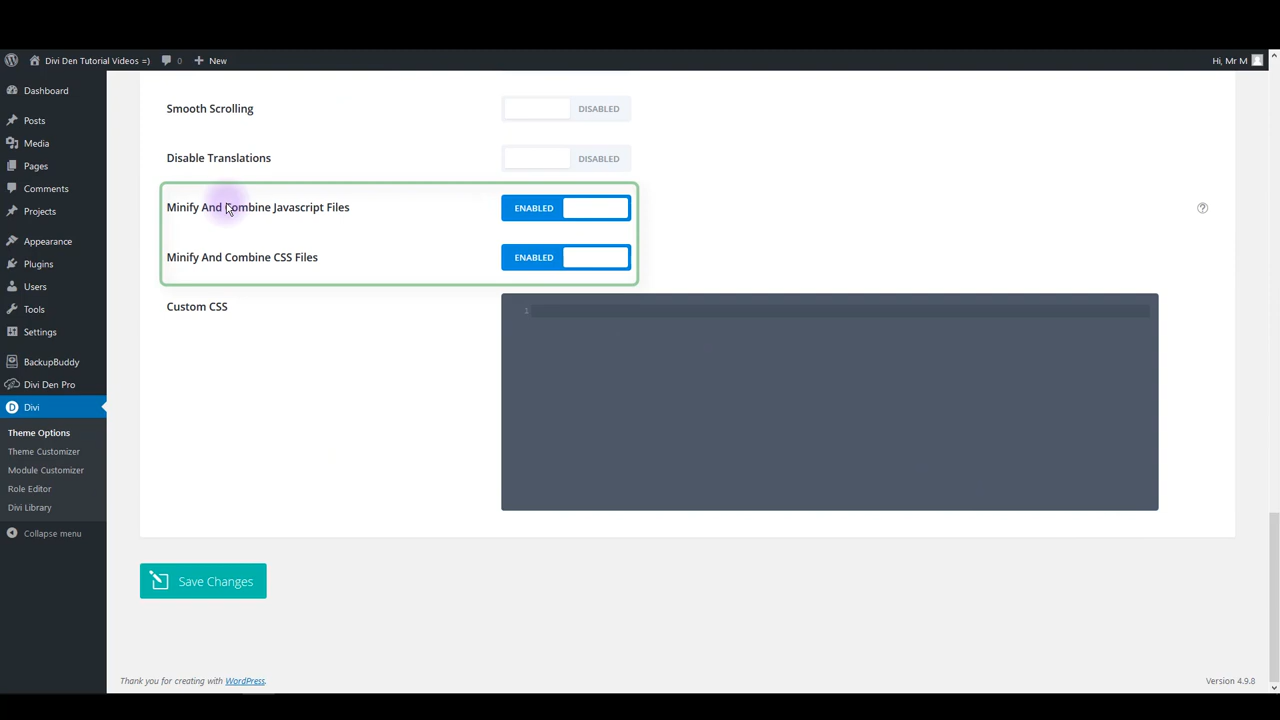 Divi Den Tutorial Videos =) 0 New Hi, Mr M
Dashboard
Posts
Media
Pages
Comments
Projects
Appearance
Plugins
Users
Tools
Settings
BackupBuddy
Divi Den Pro
Divi
Theme Options
Theme Customizer
Module Customizer
Role Editor
Divi Library
Collapse menu
Smooth Scrolling DISABLED
Disable Translations DISABLED
Minify And Combine Javascript Files ENABLED
Minify And Combine CSS Files ENABLED
Custom CSS
1
Save Changes
Thank you for creating with WordPress. Version 4.9.8